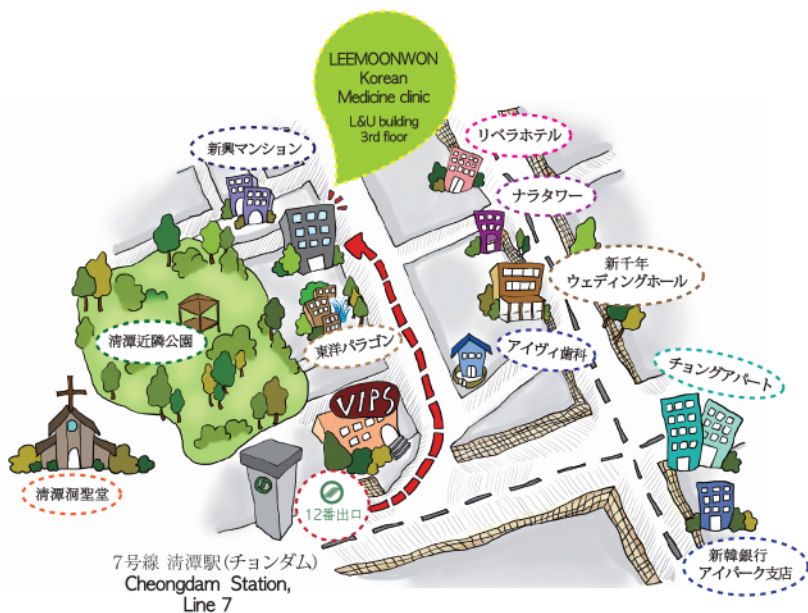 LEEMOONWON
Korean
Medicine clinic
L&U building
3rd floor
新興マンション
リベラホテル
ナラタワー
新千年
ウェディングホール
清潭近隣公園
東洋パラゴン
アイヴィ歯科
チョングアパート
VIPS
清潭洞聖堂
12番出口
新韓銀行
アイパーク支店
7号線 清潭駅(チョンダム)
Cheongdam Station,
Line 7